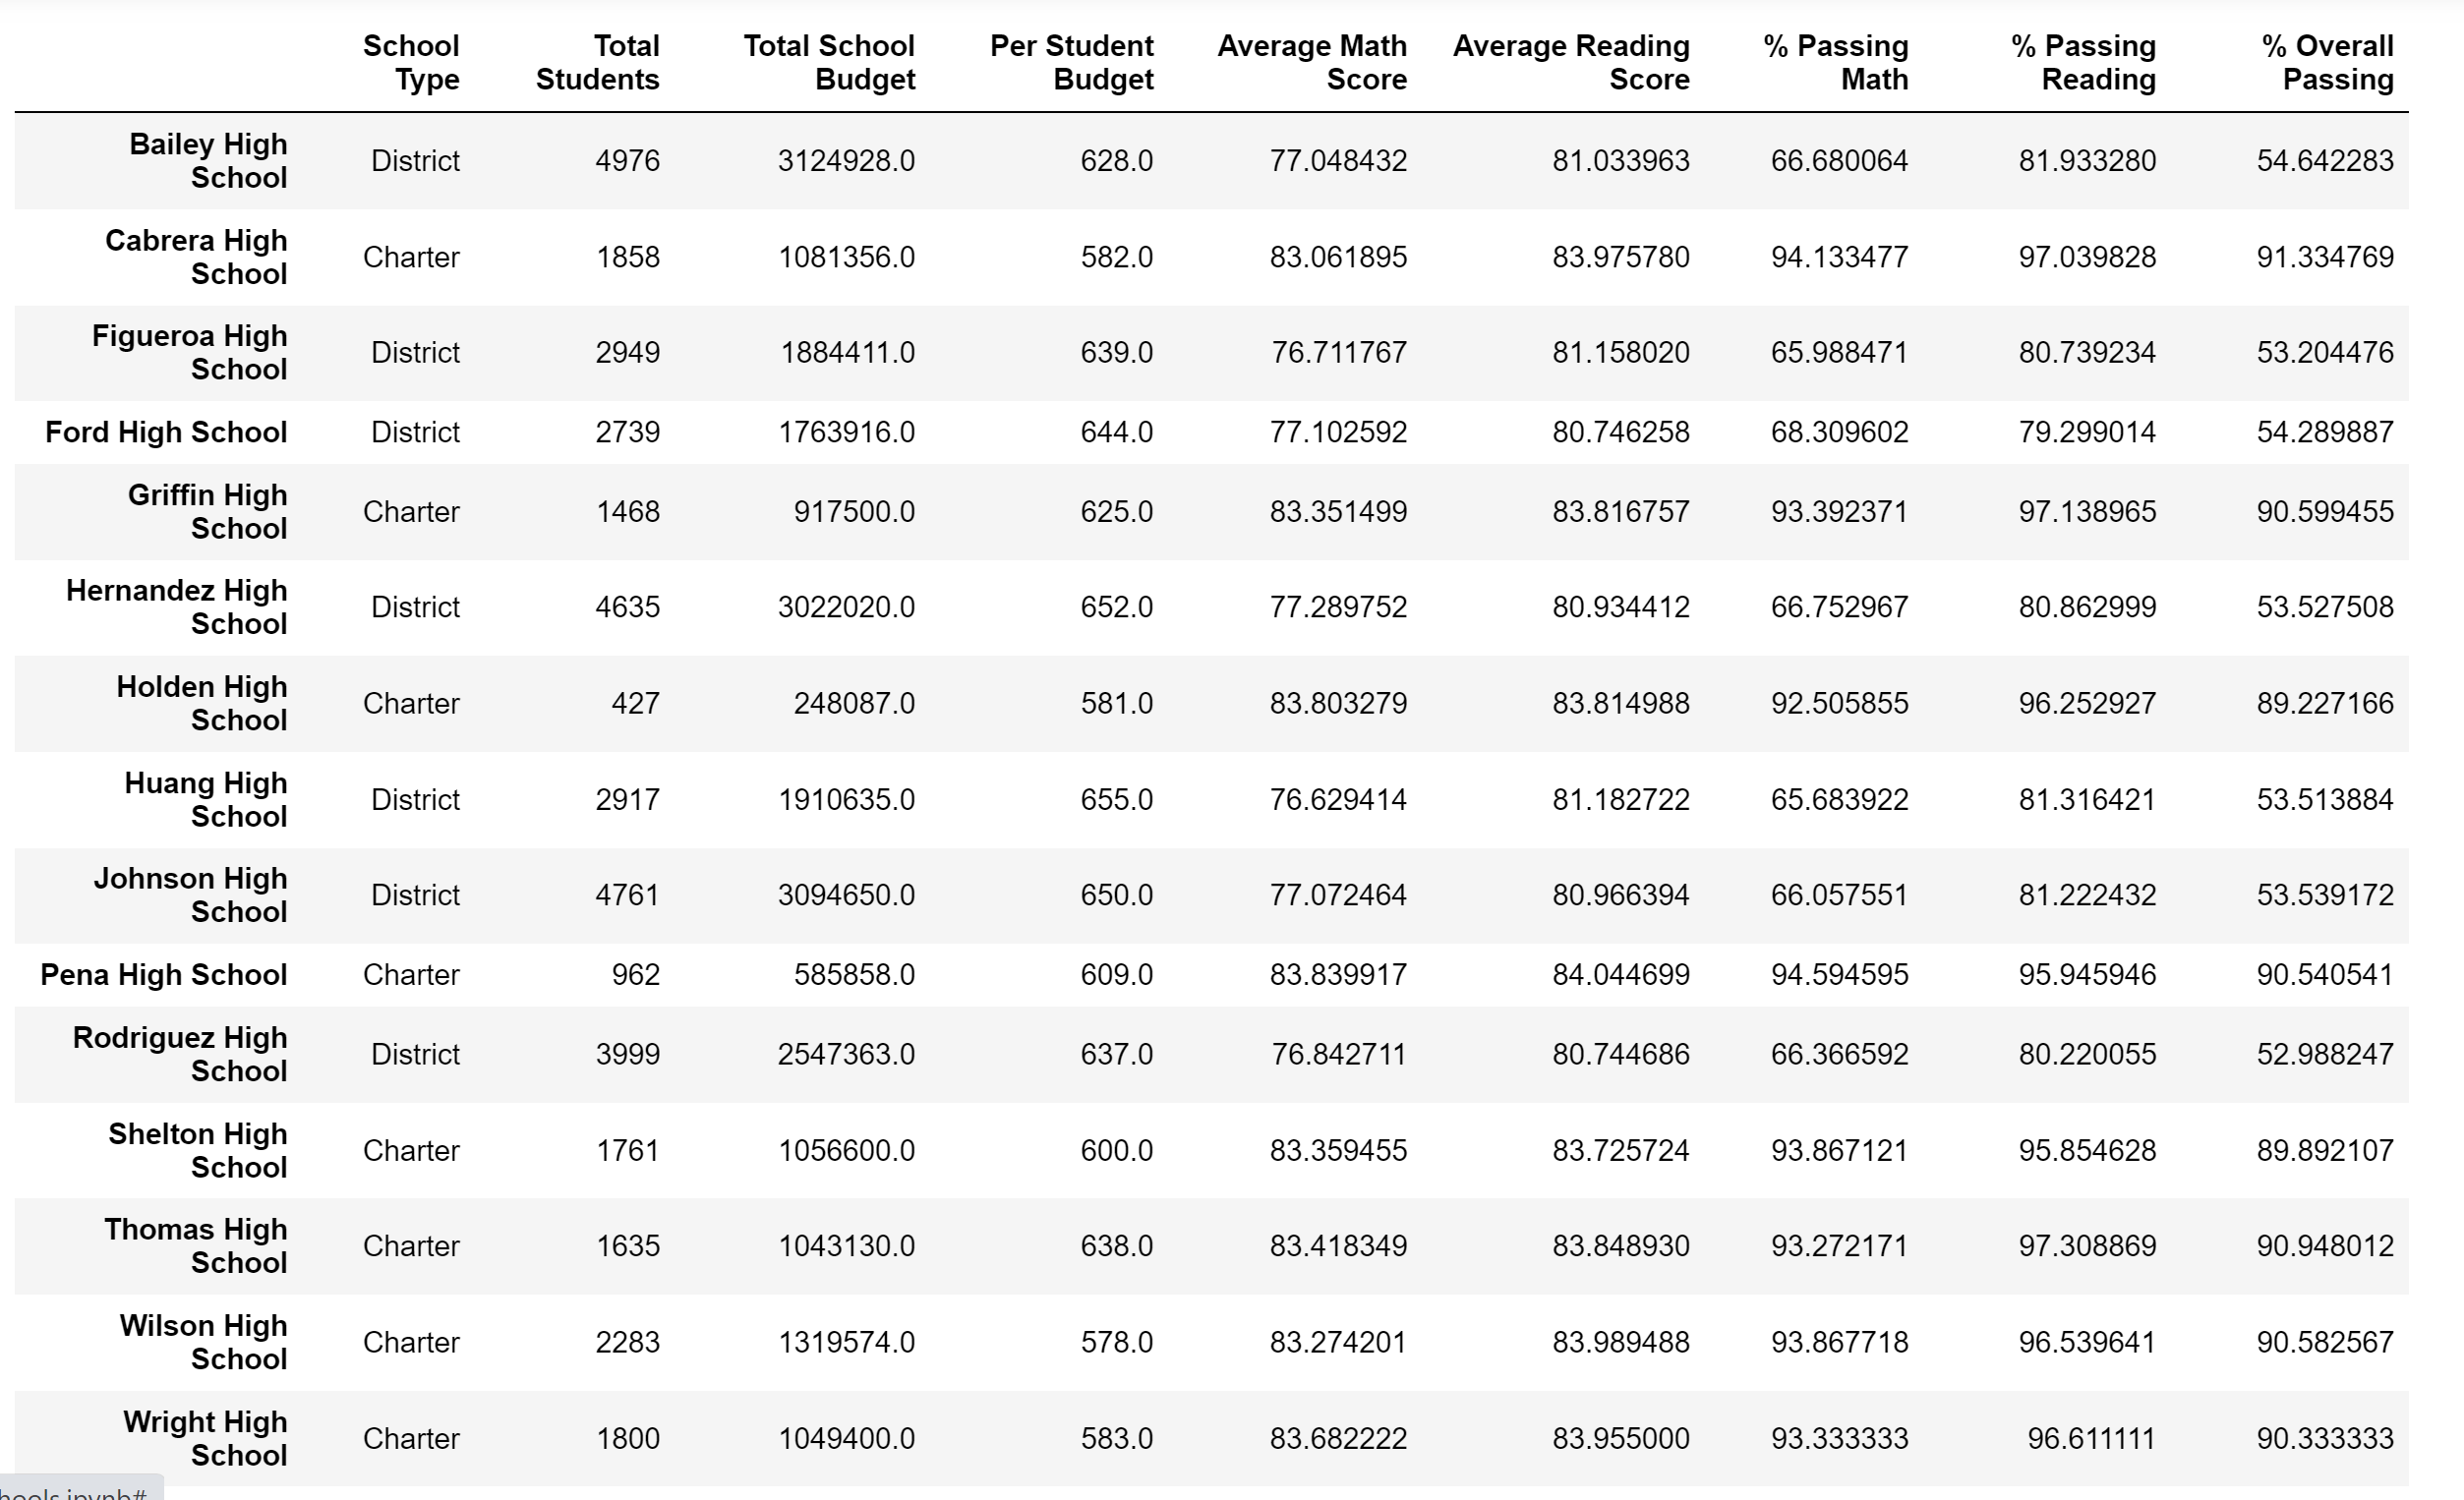 School Type Total Students Total School Budget Per Student Budget Average Math Score Average Reading Score % Passing Math % Passing Reading % Overall Passing
Bailey High School District 4976 3124928.0 628.0 77.048432 81.033963 66.680064 81.933280 54.642283
Cabrera High School Charter 1858 1081356.0 582.0 83.061895 83.975780 94.133477 97.039828 91.334769
Figueroa High School District 2949 1884411.0 639.0 76.711767 81.158020 65.988471 80.739234 53.204476
Ford High School District 2739 1763916.0 644.0 77.102592 80.746258 68.309602 79.299014 54.289887
Griffin High School Charter 1468 917500.0 625.0 83.351499 83.816757 93.392371 97.138965 90.599455
Hernandez High School District 4635 3022020.0 652.0 77.289752 80.934412 66.752967 80.862999 53.527508
Holden High School Charter 427 248087.0 581.0 83.803279 83.814988 92.505855 96.252927 89.227166
Huang High School District 2917 1910635.0 655.0 76.629414 81.182722 65.683922 81.316421 53.513884
Johnson High School District 4761 3094650.0 650.0 77.072464 80.966394 66.057551 81.222432 53.539172
Pena High School Charter 962 585858.0 609.0 83.839917 84.044699 94.594595 95.945946 90.540541
Rodriguez High School District 3999 2547363.0 637.0 76.842711 80.744686 66.366592 80.220055 52.988247
Shelton High School Charter 1761 1056600.0 600.0 83.359455 83.725724 93.867121 95.854628 89.892107
Thomas High School Charter 1635 1043130.0 638.0 83.418349 83.848930 93.272171 97.308869 90.948012
Wilson High School Charter 2283 1319574.0 578.0 83.274201 83.989488 93.867718 96.539641 90.582567
Wright High School Charter 1800 1049400.0 583.0 83.682222 83.955000 93.333333 96.611111 90.333333